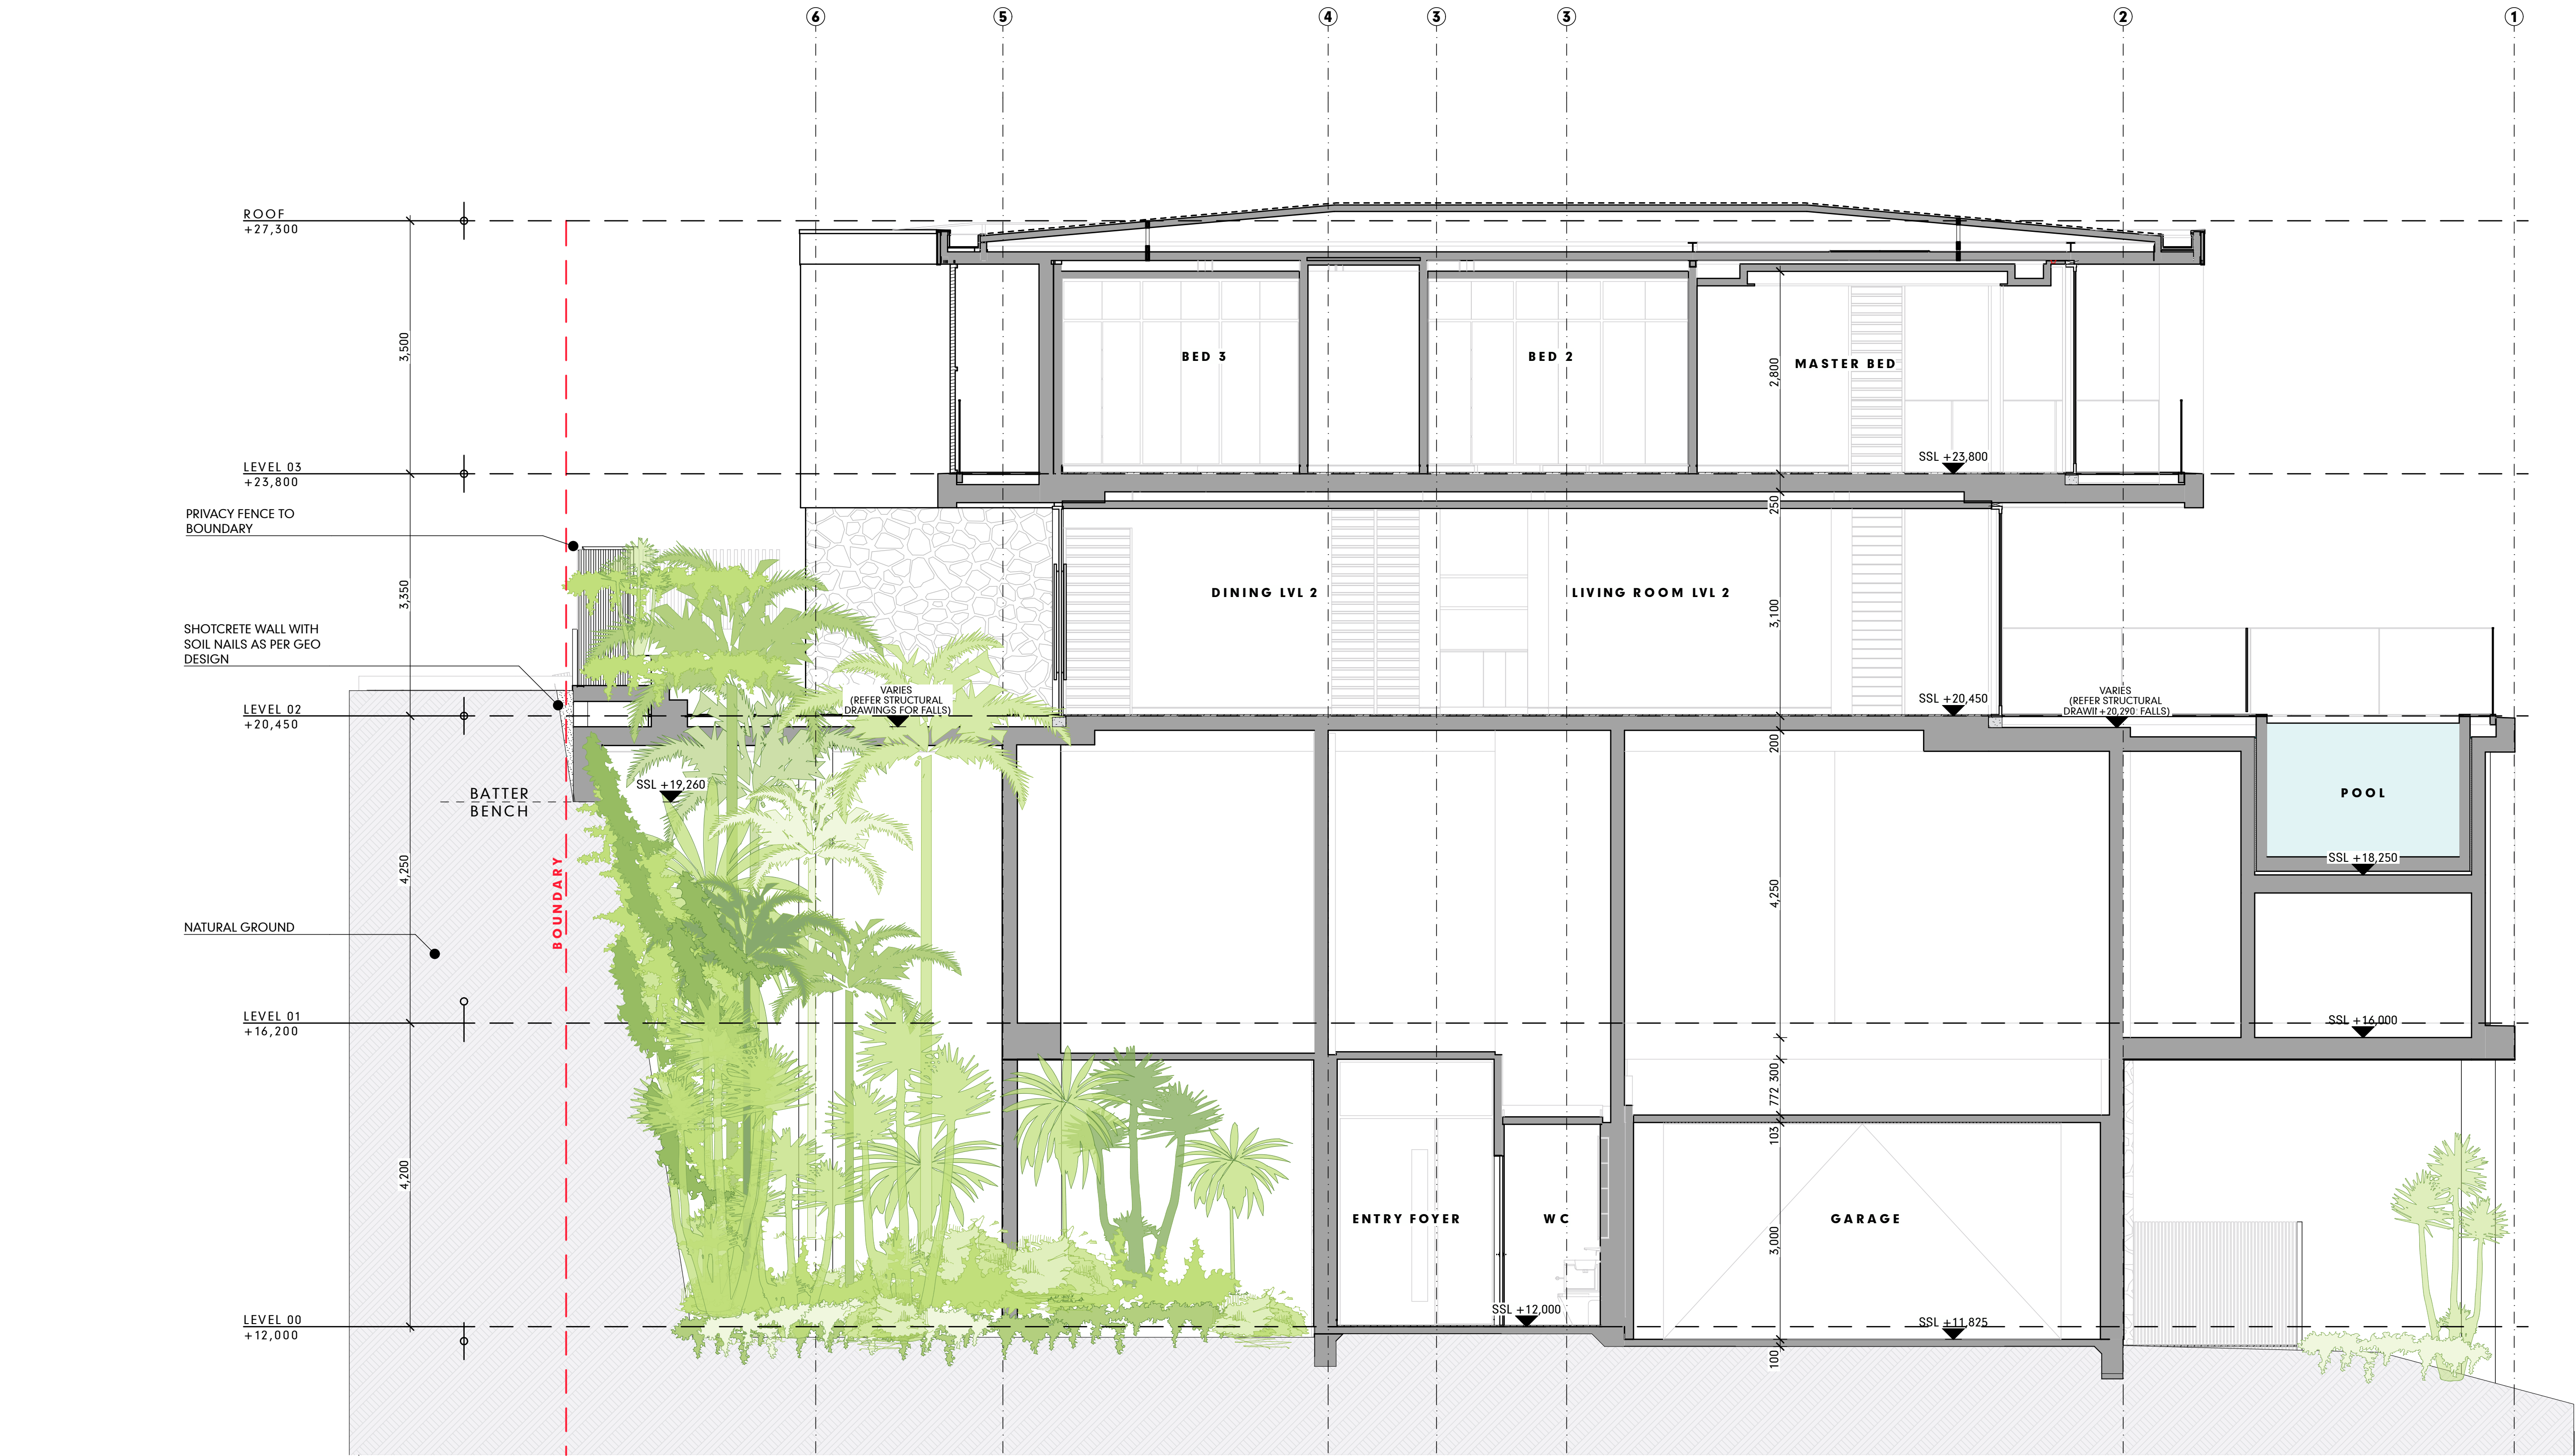 6 5 4 3 3 2 1
ROOF
+27,300
3,500
BED 3
BED 2
MASTER BED
2,800
SSL +23,800
LEVEL 03
+23,800
250
PRIVACY FENCE TO
BOUNDARY
3,350
DINING LVL 2
LIVING ROOM LVL 2
3,100
SHOTCRETE WALL WITH
SOIL NAILS AS PER GEO
DESIGN
VARIES
(REFER STRUCTURAL
DRAWINGS FOR FALLS)
SSL +20,450
VARIES
(REFER STRUCTURAL
DRAWI +20,290 FALLS)
LEVEL 02
+20,450
200
SSL +19,260
BATTER
BENCH
POOL
SSL +18,250
4,250
BOUNDARY
4,250
NATURAL GROUND
LEVEL 01
+16,200
SSL +16,000
300
772
103
4,200
ENTRY FOYER
WC
GARAGE
3,000
SSL +12,000
SSL +11,825
LEVEL 00
+12,000
100